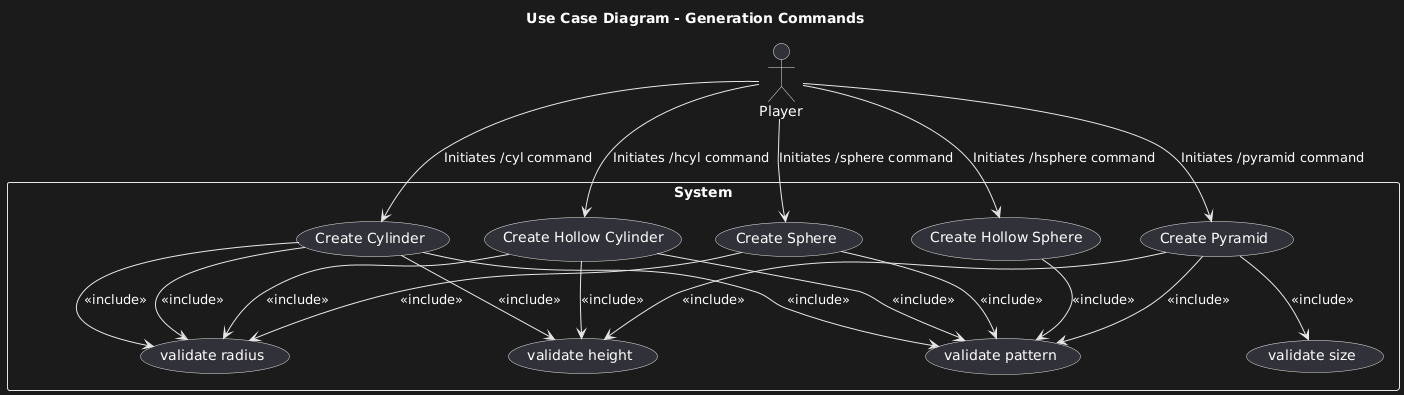 Use Case Diagram - Generation Commands
Player
Initiates /cyl command
Initiates /hcyl command
Initiates /sphere command
Initiates /hsphere command
Initiates /pyramid command
System
Create Cylinder
Create Hollow Cylinder
Create Sphere
Create Hollow Sphere
Create Pyramid
«include»
«include»
«include»
«include»
«include»
«include»
«include»
«include»
«include»
«include»
«include»
«include»
«include»
validate radius
validate height
validate pattern
validate size